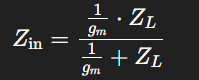 Z_in = (1/g_m · Z_L) / (1/g_m + Z_L)